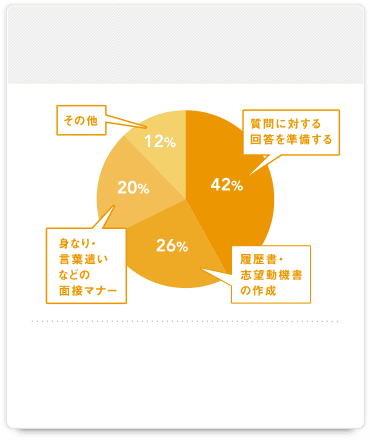 質問に対する
回答を準備する
42%
履歴書・
志望動機書
の作成
26%
身なり・
言葉遣い
などの
面接マナー
20%
その他
12%